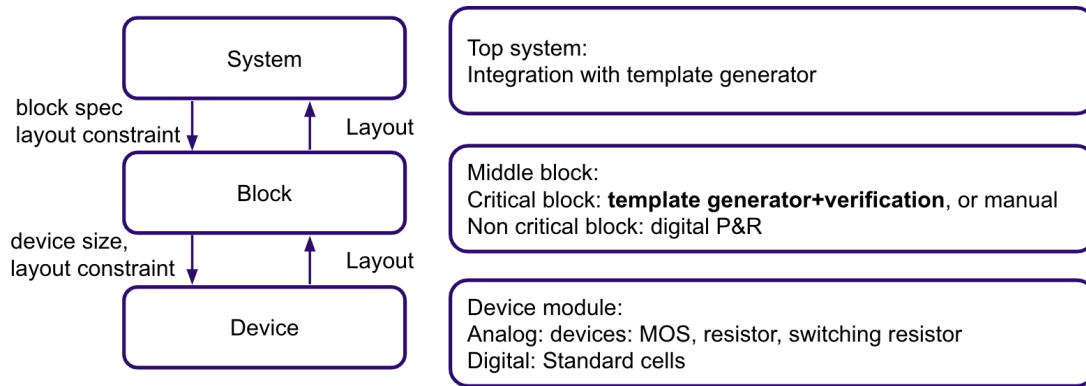 System
Top system:
Integration with template generator
block spec
layout constraint
Layout
Block
Middle block:
Critical block: template generator+verification, or manual
Non critical block: digital P&R
device size,
layout constraint
Layout
Device
Device module:
Analog: devices: MOS, resistor, switching resistor
Digital: Standard cells